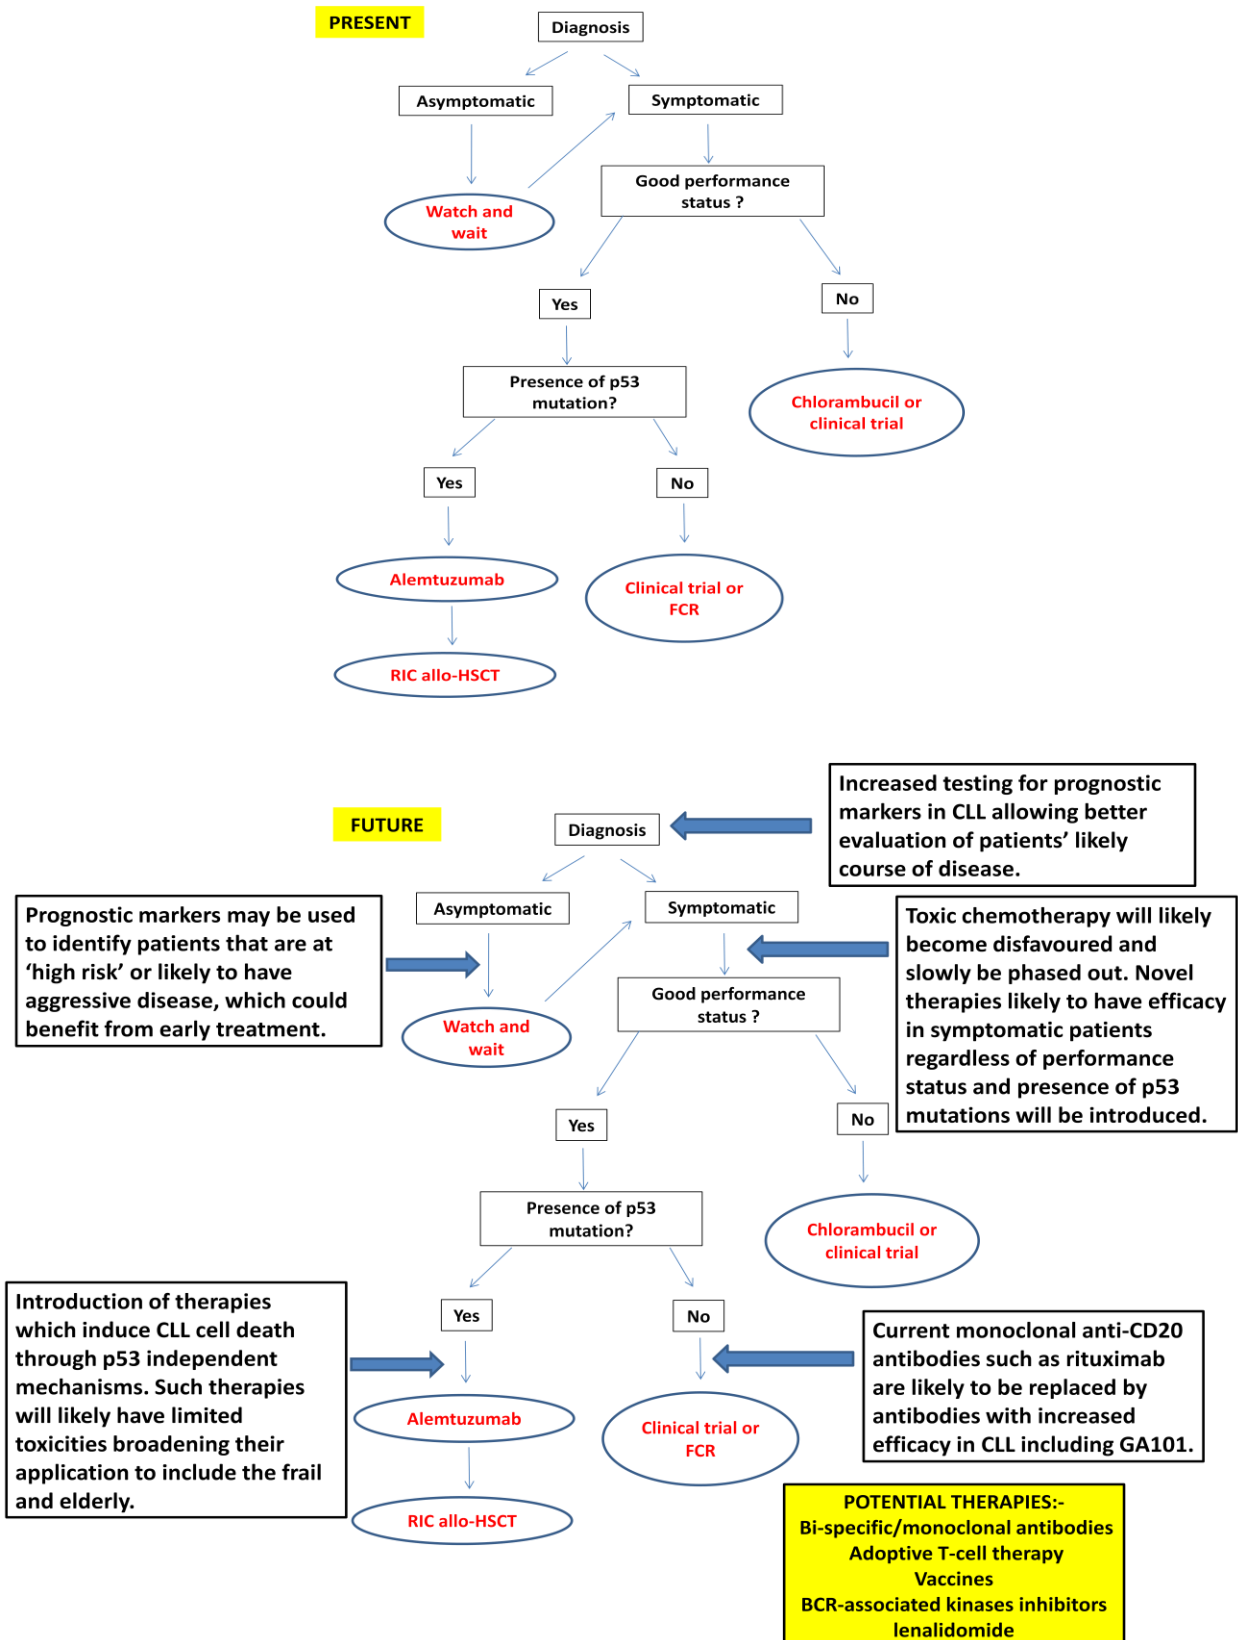 PRESENT
Diagnosis
Asymptomatic
Symptomatic
Good performance
status ?
Watch and
wait
Yes
No
Presence of p53
mutation?
Chlorambucil or
clinical trial
Yes
No
Alemtuzumab
Clinical trial or
FCR
RIC allo-HSCT
Increased testing for prognostic
markers in CLL allowing better
evaluation of patients’ likely
course of disease.
FUTURE
Diagnosis
Asymptomatic
Symptomatic
Prognostic markers may be used
to identify patients that are at
‘high risk’ or likely to have
aggressive disease, which could
benefit from early treatment.
Toxic chemotherapy will likely
become disfavoured and
slowly be phased out. Novel
therapies likely to have efficacy
in symptomatic patients
regardless of performance
status and presence of p53
mutations will be introduced.
Good performance
status ?
Watch and
wait
Yes
No
Presence of p53
mutation?
Chlorambucil or
clinical trial
Introduction of therapies
which induce CLL cell death
through p53 independent
mechanisms. Such therapies
will likely have limited
toxicities broadening their
application to include the frail
and elderly.
Yes
No
Current monoclonal anti-CD20
antibodies such as rituximab
are likely to be replaced by
antibodies with increased
efficacy in CLL including GA101.
Alemtuzumab
Clinical trial or
FCR
RIC allo-HSCT
POTENTIAL THERAPIES:-
Bi-specific/monoclonal antibodies
Adoptive T-cell therapy
Vaccines
BCR-associated kinases inhibitors
lenalidomide